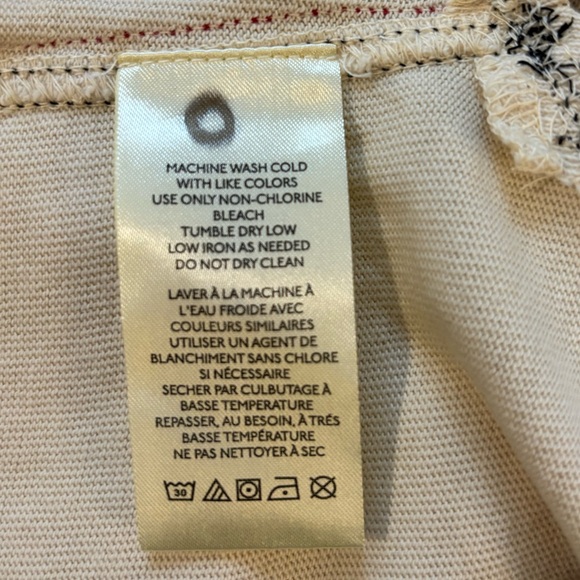 MACHINE WASH COLD
WITH LIKE COLORS
USE ONLY NON-CHLORINE
BLEACH
TUMBLE DRY LOW
LOW IRON AS NEEDED
DO NOT DRY CLEAN
LAVER À LA MACHINE À
L'EAU FROIDE AVEC
COULEURS SIMILAIRES
UTILISER UN AGENT DE
BLANCHIMENT SANS CHLORE
SI NÉCESSAIRE
SECHER PAR CULBUTAGE À
BASSE TEMPERATURE
REPASSER, AU BESOIN, À TRÉS
BASSE TEMPÉRATURE
NE PAS NETTOYER À SEC
30